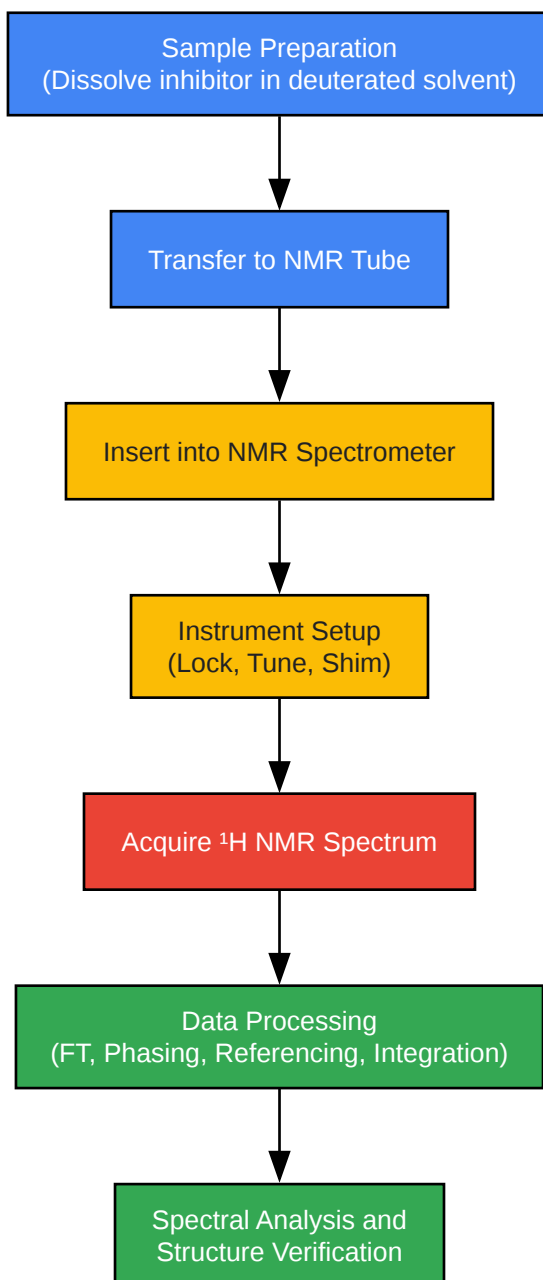 Sample Preparation
(Dissolve inhibitor in deuterated solvent)
Transfer to NMR Tube
Insert into NMR Spectrometer
Instrument Setup
(Lock, Tune, Shim)
Acquire ¹H NMR Spectrum
Data Processing
(FT, Phasing, Referencing, Integration)
Spectral Analysis and
Structure Verification